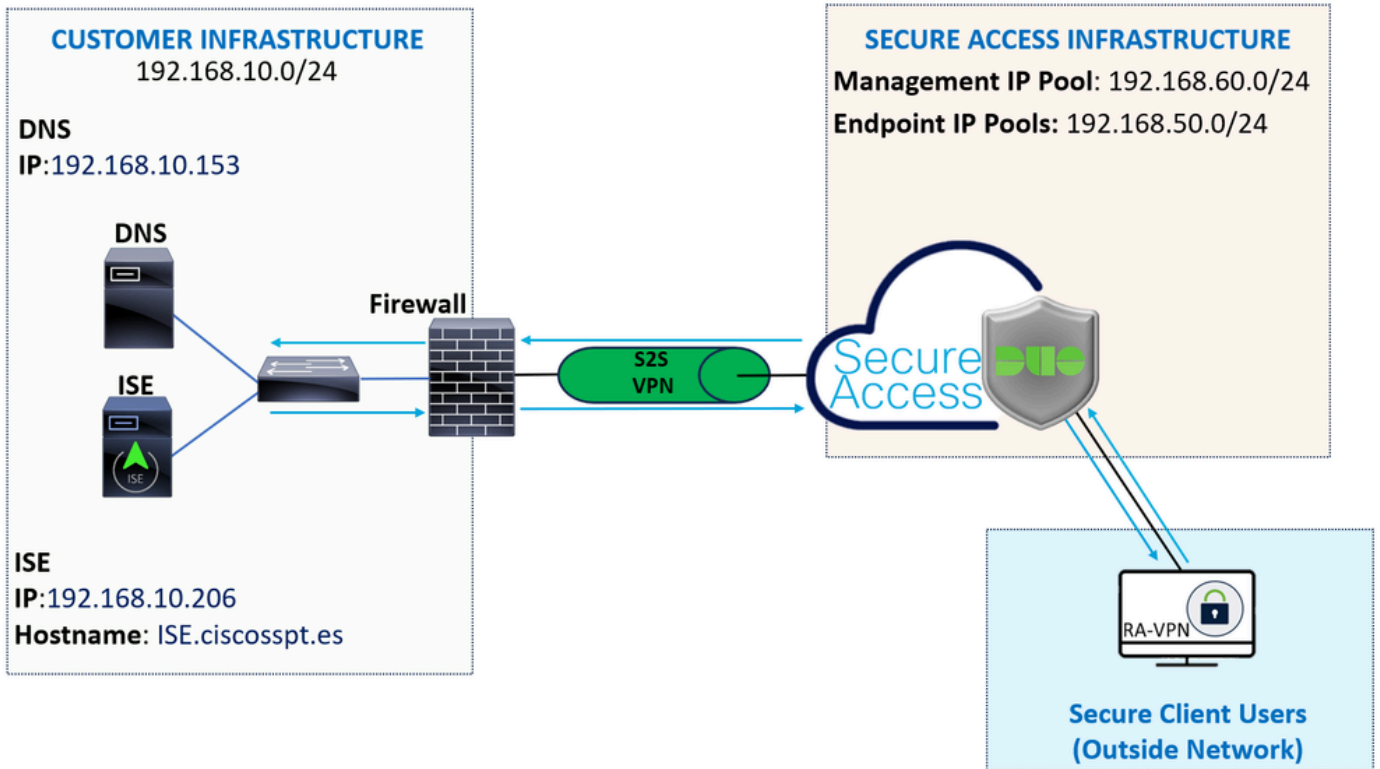 CUSTOMER INFRASTRUCTURE
192.168.10.0/24
DNS
IP:192.168.10.153
DNS
ISE
ISE
Firewall
ISE
IP:192.168.10.206
Hostname: ISE.ciscosspt.es
S2S
VPN
SECURE ACCESS INFRASTRUCTURE
Management IP Pool: 192.168.60.0/24
Endpoint IP Pools: 192.168.50.0/24
Secure
Access
DUO
RA-VPN
Secure Client Users
(Outside Network)